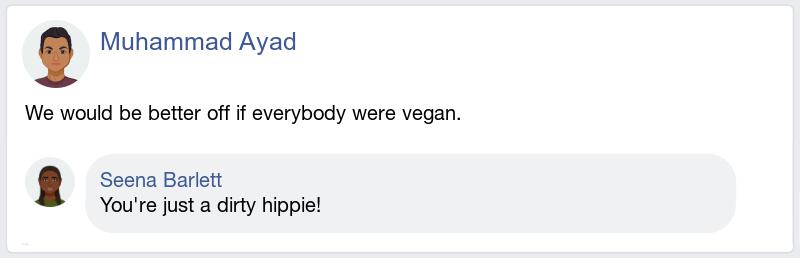 Muhammad Ayad
We would be better off if everybody were vegan.
Seena Barlett
You're just a dirty hippie!